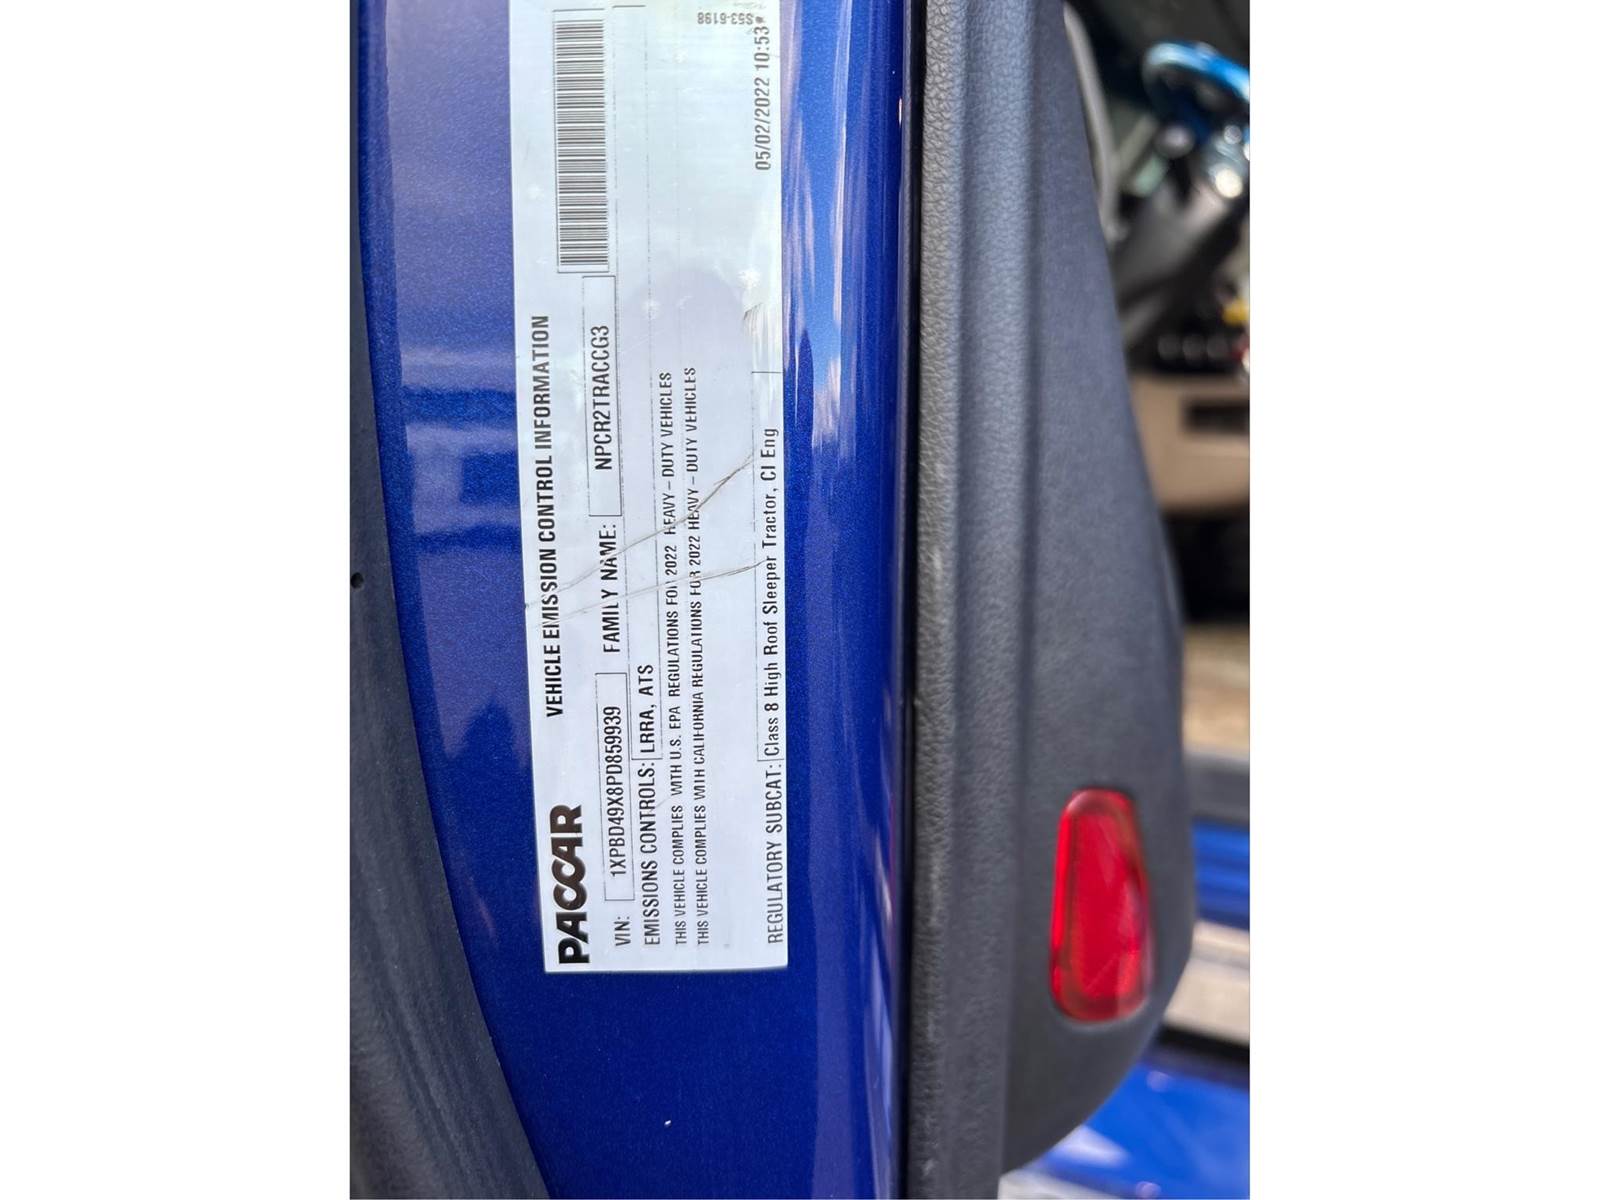 PACCAR VEHICLE EMISSION CONTROL INFORMATION
VIN: 1XPBD49X8PD859939 FAMILY NAME: NPCR2TRACCG3
EMISSIONS CONTROLS: LRRA, ATS
THIS VEHICLE COMPLIES WITH U.S. EPA REGULATIONS FOR 2022 HEAVY – DUTY VEHICLES
THIS VEHICLE COMPLIES WITH CALIFORNIA REGULATIONS FOR 2022 HEAVY – DUTY VEHICLES
S53-6198
REGULATORY SUBCAT: Class 8 High Roof Sleeper Tractor, CI Eng 05/02/2022 10:53